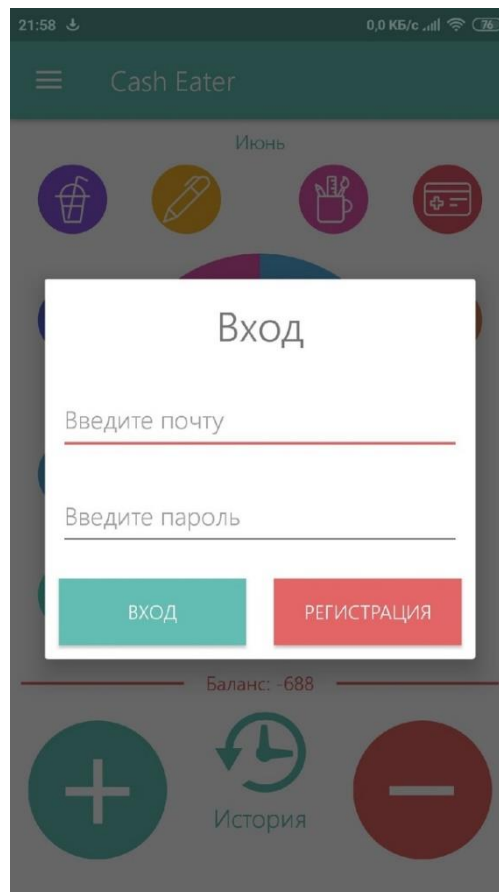 21:58 0,0 КБ/с 76
Cash Eater
Июнь
Вход
Введите почту
Введите пароль
ВХОД РЕГИСТРАЦИЯ
Баланс: -688
История